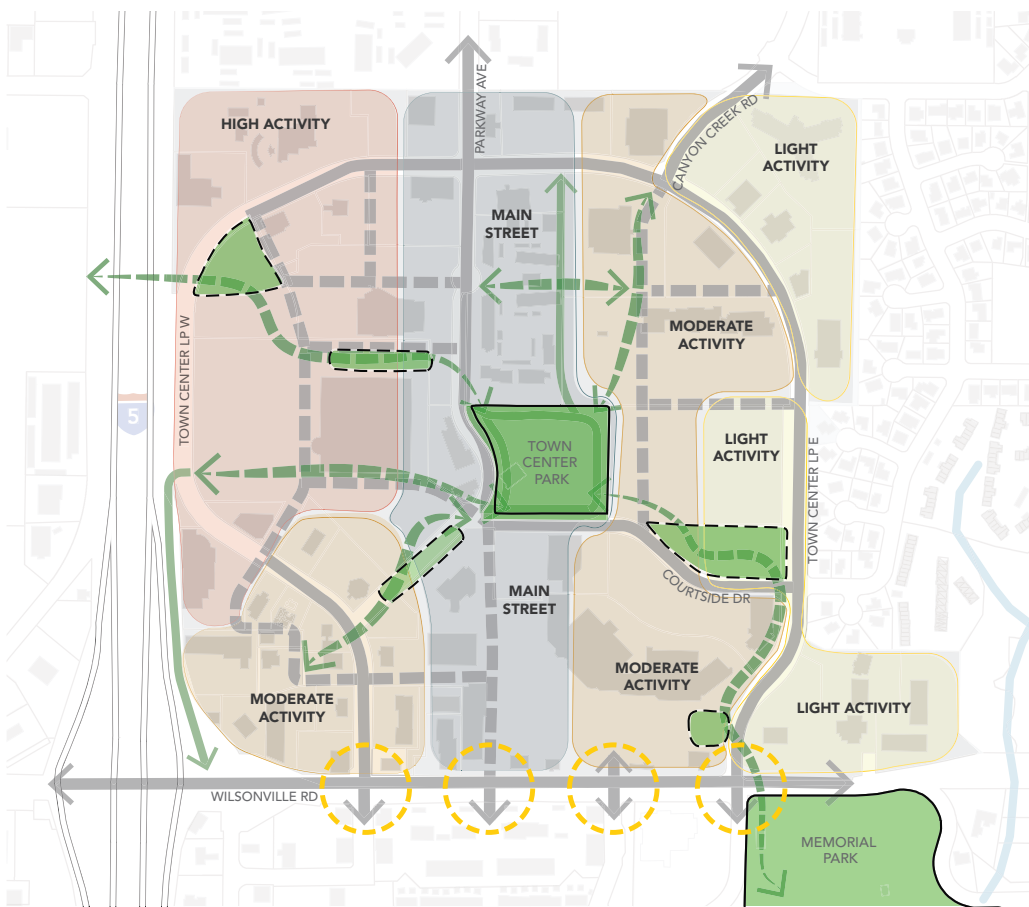 PARKWAY AVE
CANYON CREEK RD
HIGH ACTIVITY
LIGHT
ACTIVITY
MAIN
STREET
MODERATE
ACTIVITY
TOWN CENTER LP W
5
LIGHT
ACTIVITY
TOWN
CENTER
PARK
TOWN CENTER LP E
COURTSIDE DR
MAIN
STREET
MODERATE
ACTIVITY
MODERATE
ACTIVITY
LIGHT ACTIVITY
WILSONVILLE RD
MEMORIAL
PARK